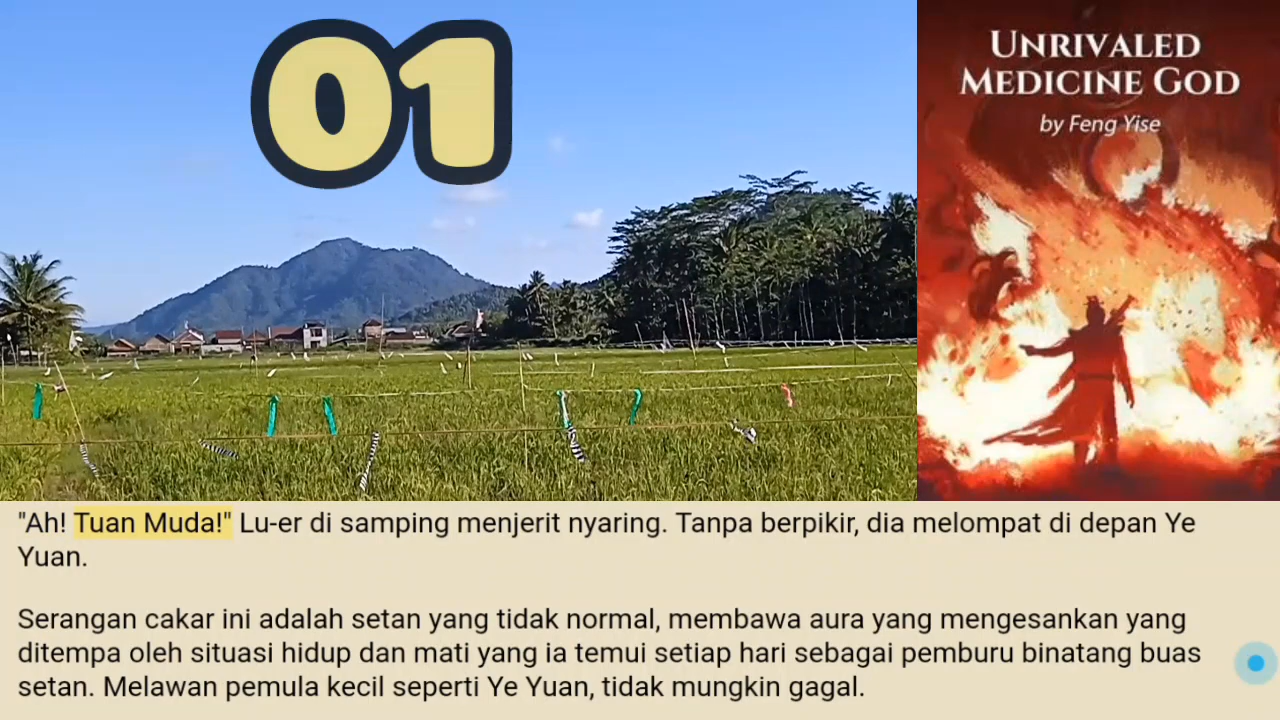 01
UNRIVALED
MEDICINE GOD
by Feng Yise
"Ah! Tuan Muda!" Lu-er di samping menjerit nyaring. Tanpa berpikir, dia melompat di depan Ye
Yuan.
Serangan cakar ini adalah setan yang tidak normal, membawa aura yang mengesankan yang
ditempa oleh situasi hidup dan mati yang ia temui setiap hari sebagai pemburu binatang buas
setan. Melawan pemula kecil seperti Ye Yuan, tidak mungkin gagal.